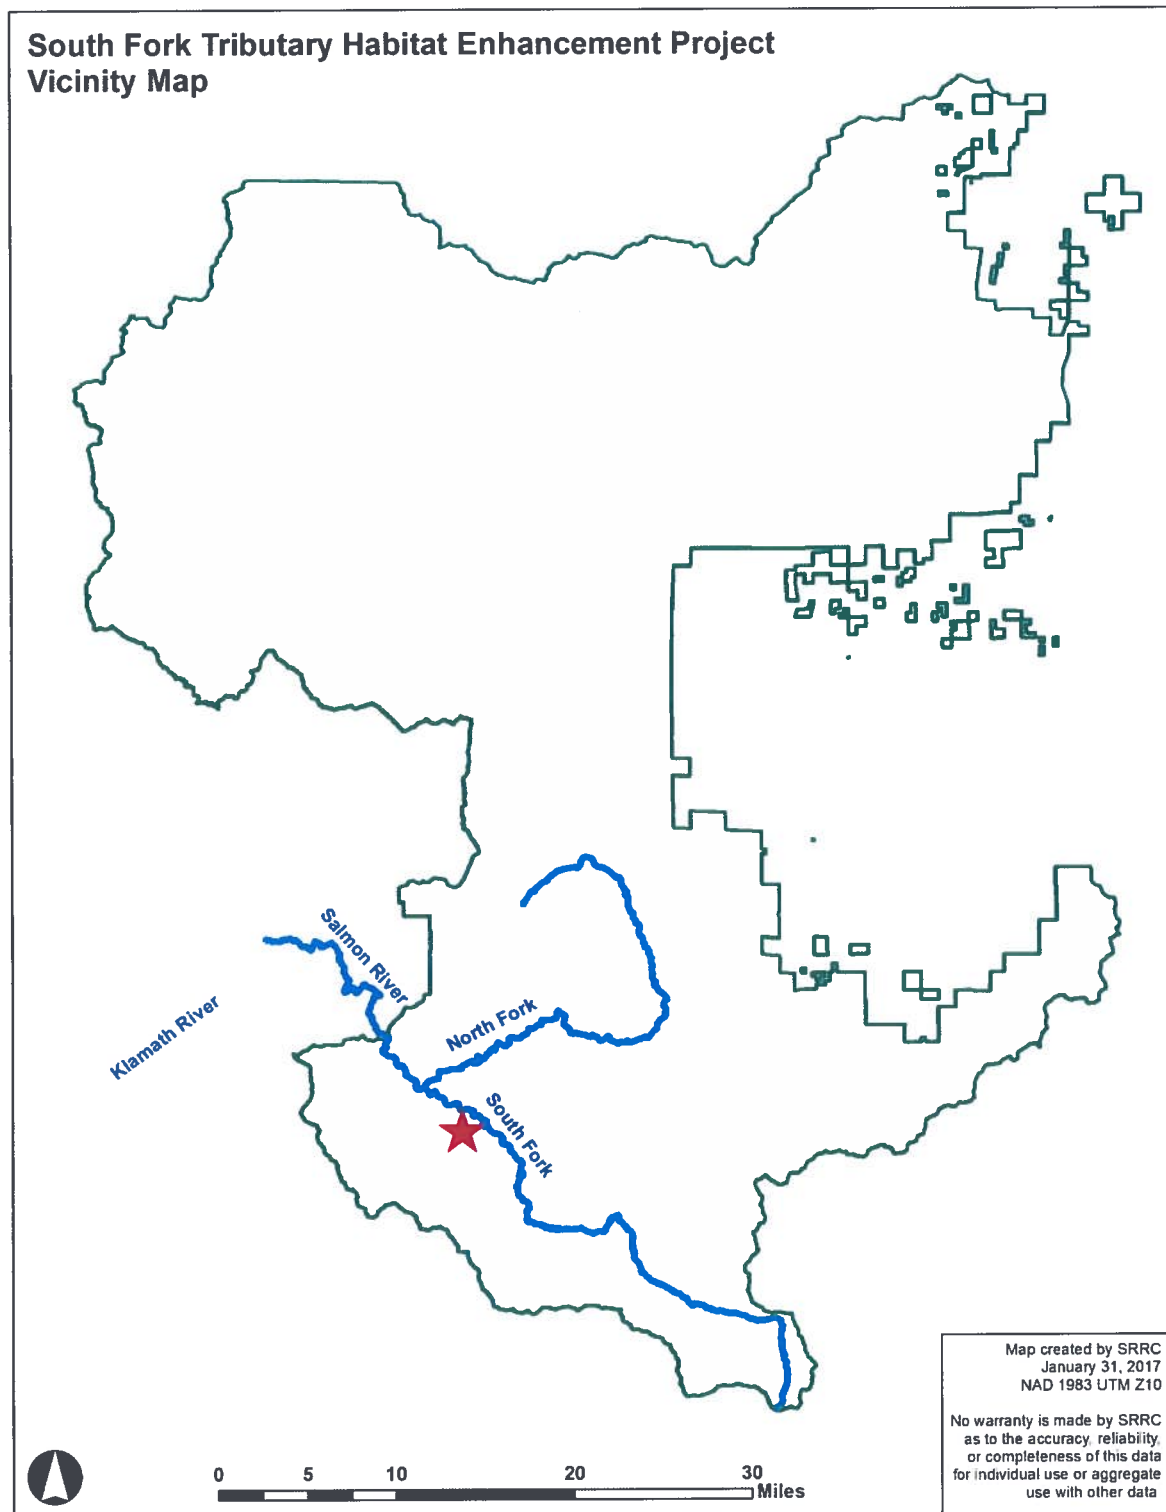 South Fork Tributary Habitat Enhancement Project
Vicinity Map
Salmon River
Klamath River
North Fork
South Fork
0 5 10 20 30
Miles
Map created by SRRC
January 31, 2017
NAD 1983 UTM Z10
No warranty is made by SRRC
as to the accuracy, reliability,
or completeness of this data
for individual use or aggregate
use with other data